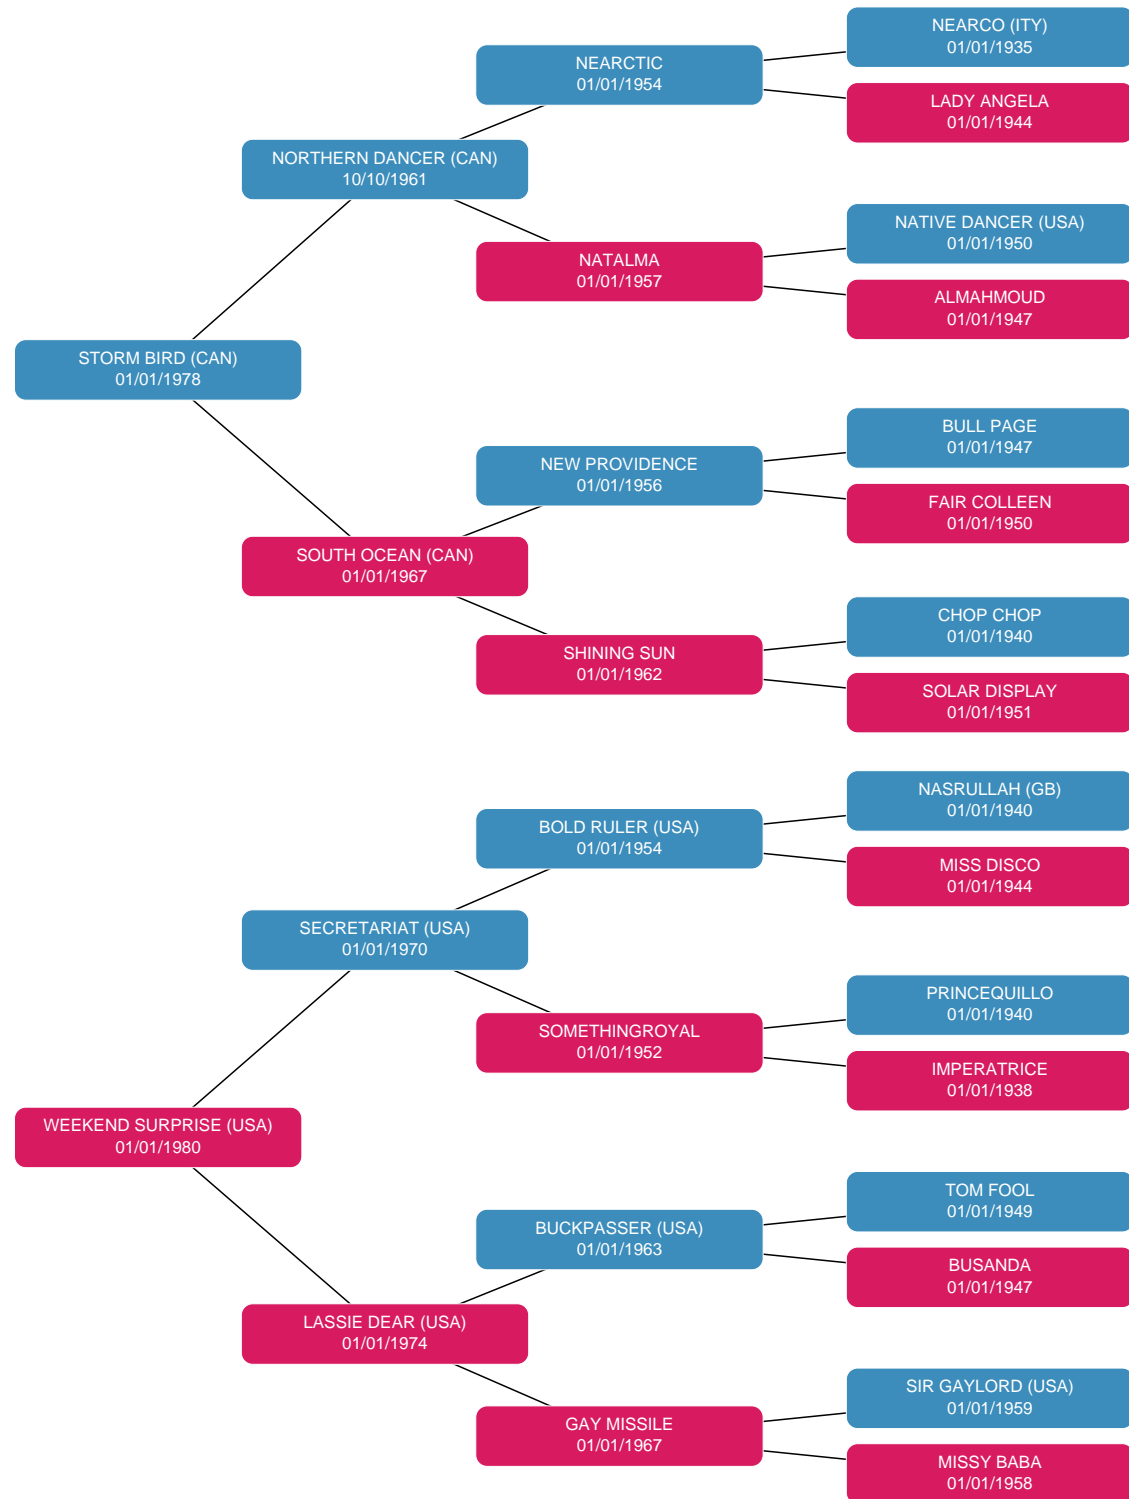 NEARCO (ITY)
01/01/1935
NEARCTIC
01/01/1954
LADY ANGELA
01/01/1944
NORTHERN DANCER (CAN)
10/10/1961
NATIVE DANCER (USA)
01/01/1950
NATALMA
01/01/1957
ALMAHMOUD
01/01/1947
STORM BIRD (CAN)
01/01/1978
BULL PAGE
01/01/1947
NEW PROVIDENCE
01/01/1956
FAIR COLLEEN
01/01/1950
SOUTH OCEAN (CAN)
01/01/1967
CHOP CHOP
01/01/1940
SHINING SUN
01/01/1962
SOLAR DISPLAY
01/01/1951
NASRULLAH (GB)
01/01/1940
BOLD RULER (USA)
01/01/1954
MISS DISCO
01/01/1944
SECRETARIAT (USA)
01/01/1970
PRINCEQUILLO
01/01/1940
SOMETHINGROYAL
01/01/1952
IMPERATRICE
01/01/1938
WEEKEND SURPRISE (USA)
01/01/1980
TOM FOOL
01/01/1949
BUCKPASSER (USA)
01/01/1963
BUSANDA
01/01/1947
LASSIE DEAR (USA)
01/01/1974
SIR GAYLORD (USA)
01/01/1959
GAY MISSILE
01/01/1967
MISSY BABA
01/01/1958